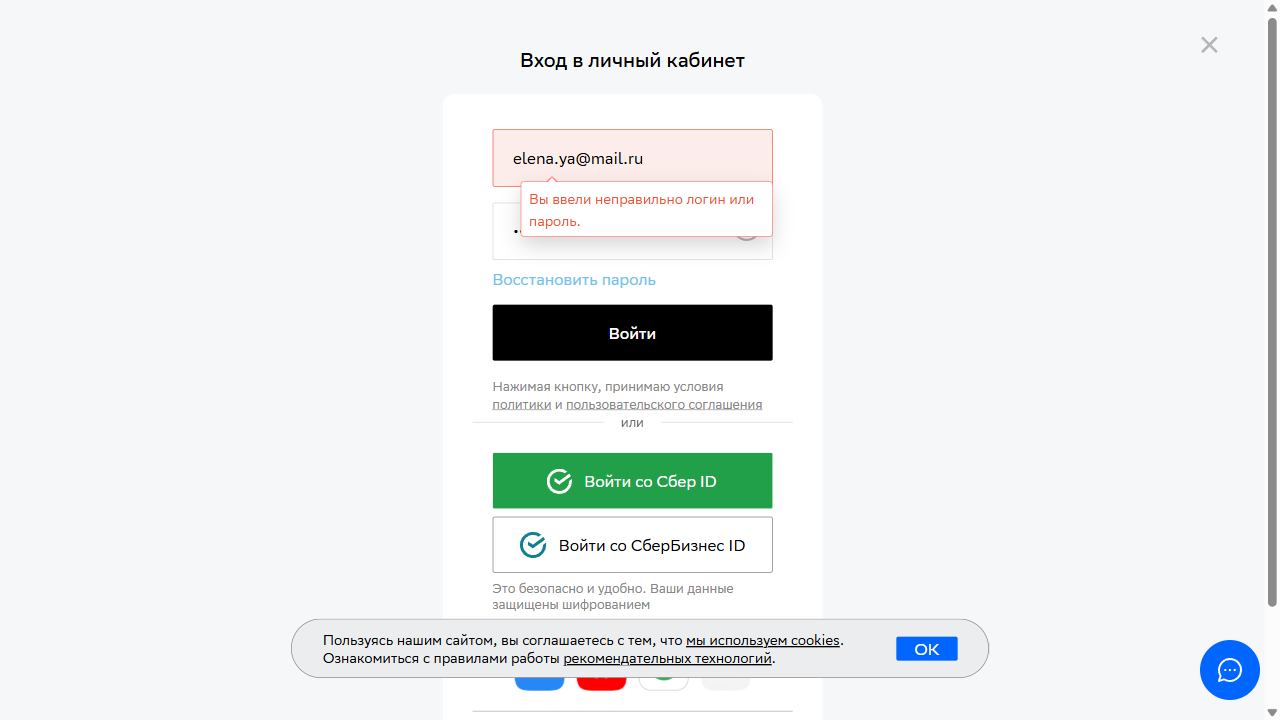 Вход в личный кабинет
elena.ya@mail.ru
Вы ввели неправильно логин или
пароль.
Восстановить пароль
Войти
Нажимая кнопку, принимаю условия
политики и пользовательского соглашения
или
Войти со Сбер ID
Войти со СберБизнес ID
Это безопасно и удобно. Ваши данные
защищены шифрованием
Пользуясь нашим сайтом, вы соглашаетесь с тем, что мы используем cookies.
Ознакомиться с правилами работы рекомендательных технологий.
OK